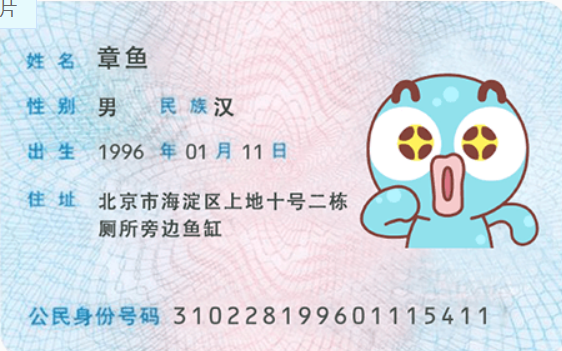 片
姓名 章鱼
性别 男 民族 汉
出生 1996 年 01 月 11 日
住址 北京市海淀区上地十号二栋
厕所旁边鱼缸
公民身份号码 310228199601115411